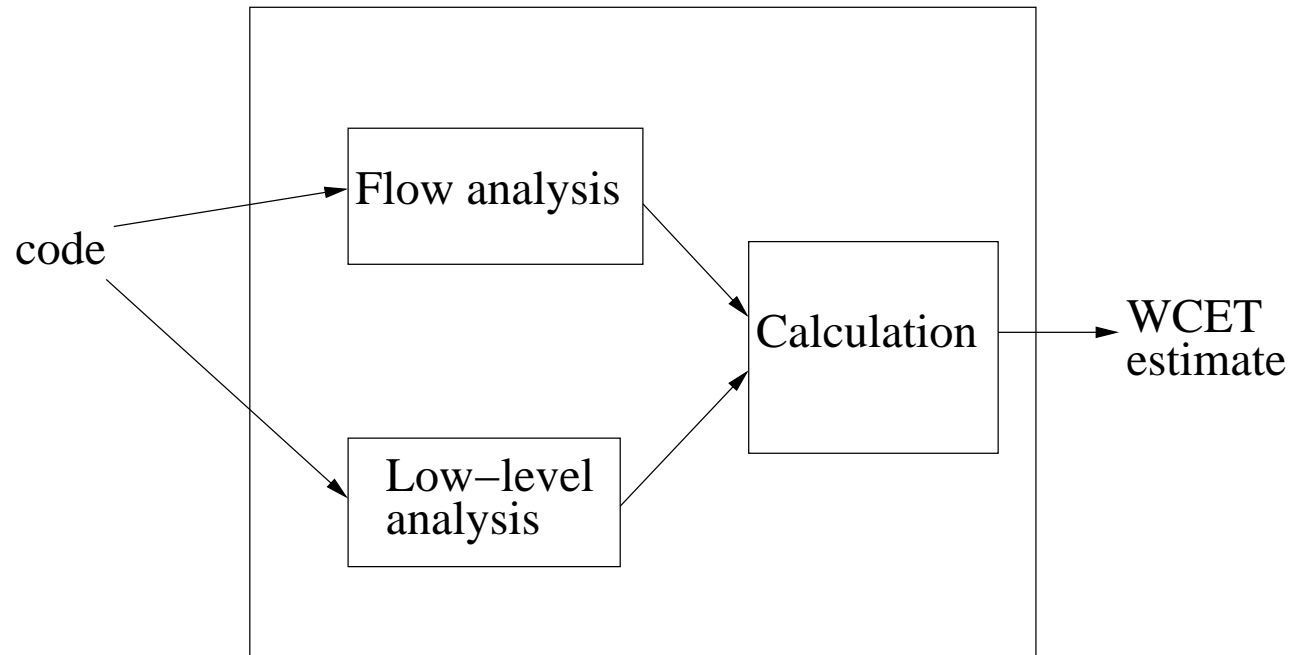 Flow analysis
code
Calculation
WCET
estimate
Low−level
analysis